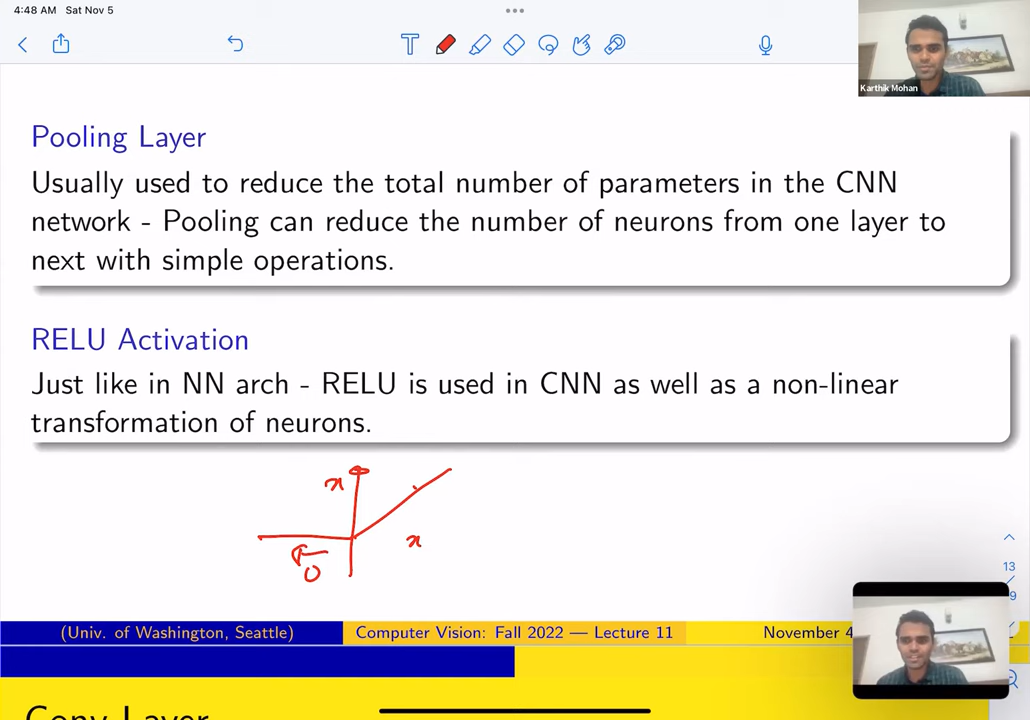 4:48 AM Sat Nov 5
Karthik Mohan
Pooling Layer
Usually used to reduce the total number of parameters in the CNN
network - Pooling can reduce the number of neurons from one layer to
next with simple operations.
RELU Activation
Just like in NN arch - RELU is used in CNN as well as a non-linear
transformation of neurons.
x
x
0
13
(Univ. of Washington, Seattle)
Computer Vision: Fall 2022 — Lecture 11
November 4
Conv Layer